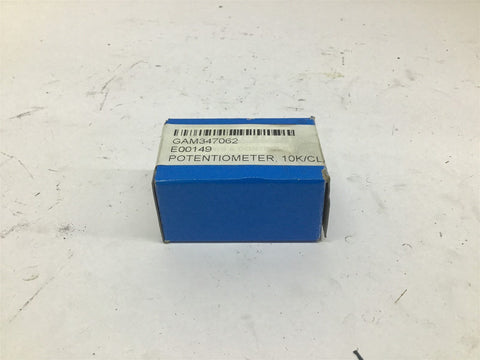 GAM347062
E00149
POTENTIOMETER, 10K/CL